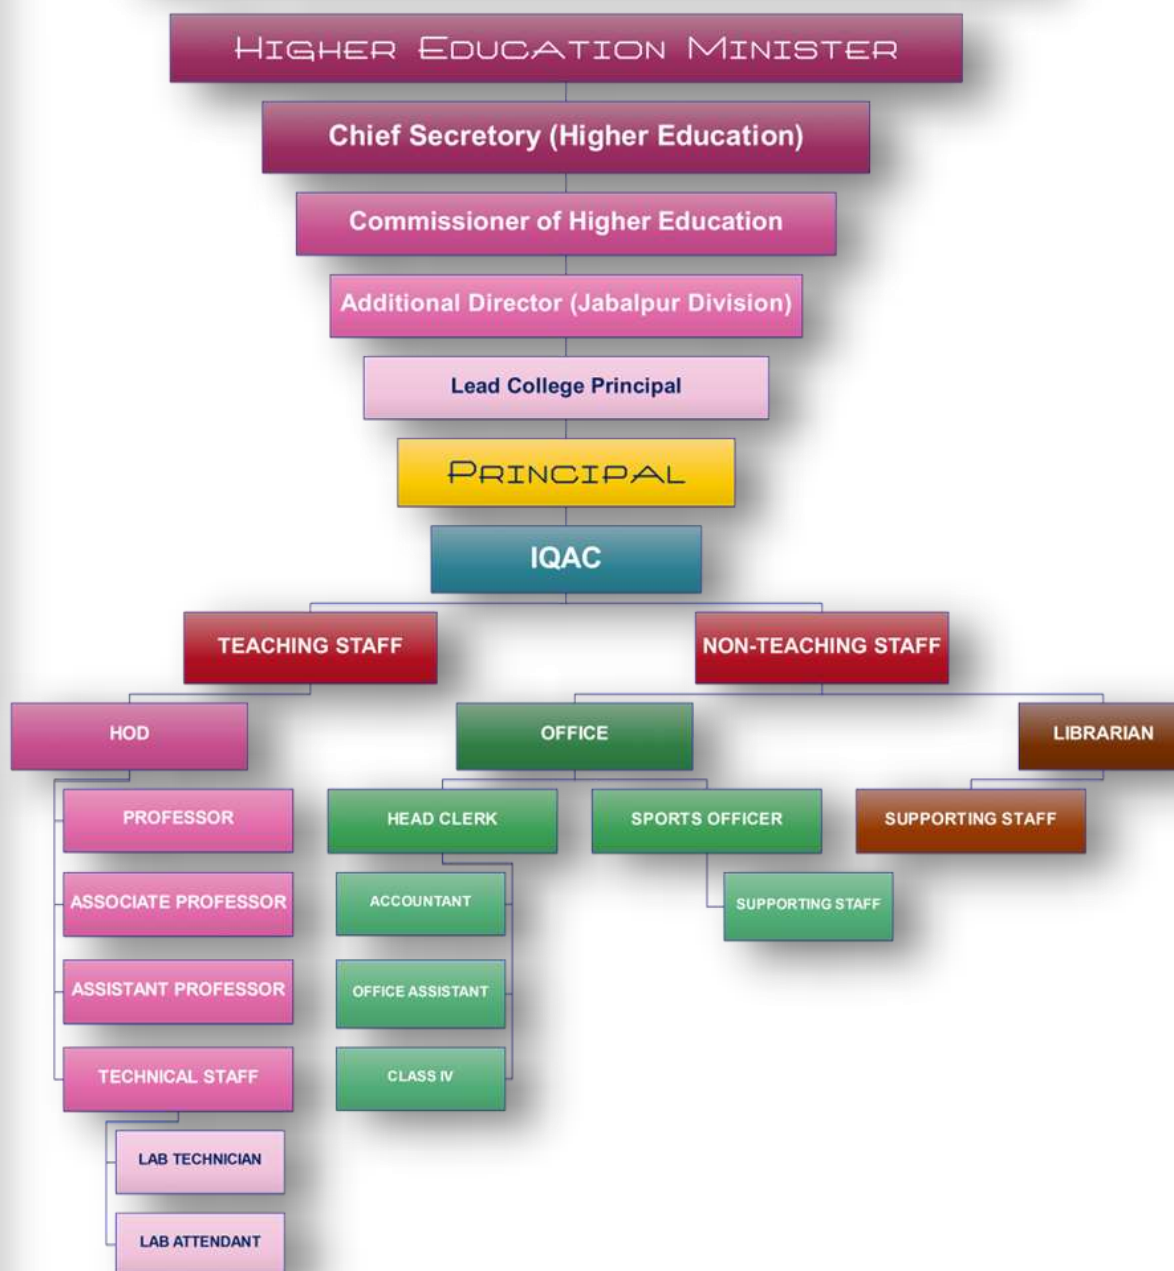 HIGHER EDUCATION MINISTER
Chief Secretory (Higher Education)
Commissioner of Higher Education
Additional Director (Jabalpur Division)
Lead College Principal
PRINCIPAL
IQAC
TEACHING STAFF
NON-TEACHING STAFF
HOD
OFFICE
LIBRARIAN
PROFESSOR
HEAD CLERK
SPORTS OFFICER
SUPPORTING STAFF
ASSOCIATE PROFESSOR
ACCOUNTANT
SUPPORTING STAFF
ASSISTANT PROFESSOR
OFFICE ASSISTANT
TECHNICAL STAFF
CLASS IV
LAB TECHNICIAN
LAB ATTENDANT